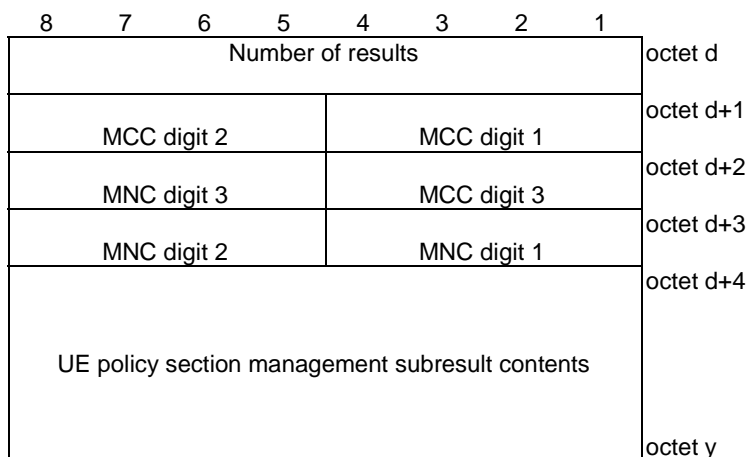 8 7 6 5 4 3 2 1
Number of results octet d
octet d+1
MCC digit 2 MCC digit 1
octet d+2
MNC digit 3 MCC digit 3
octet d+3
MNC digit 2 MNC digit 1
octet d+4
UE policy section management subresult contents
octet y